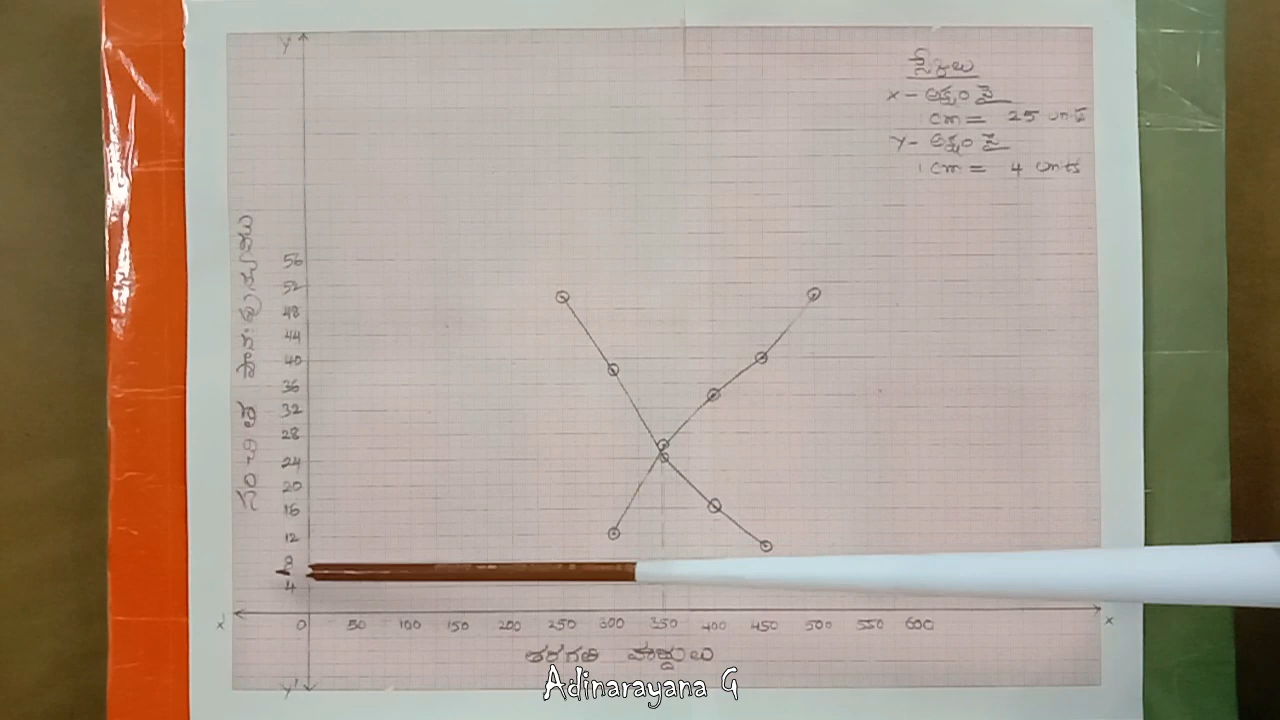 Y
స్కేలు
X - అక్షం పై
1 cm = 25 units
Y - అక్షం పై
1 cm = 4 units
సంచిత పౌనఃపున్యాలు
56
52
48
44
40
36
32
28
24
20
16
12
8
4
X' 0 50 100 150 200 250 300 350 400 450 500 550 600 X
తరగతి హద్దులు
Y'
Adinarayana G